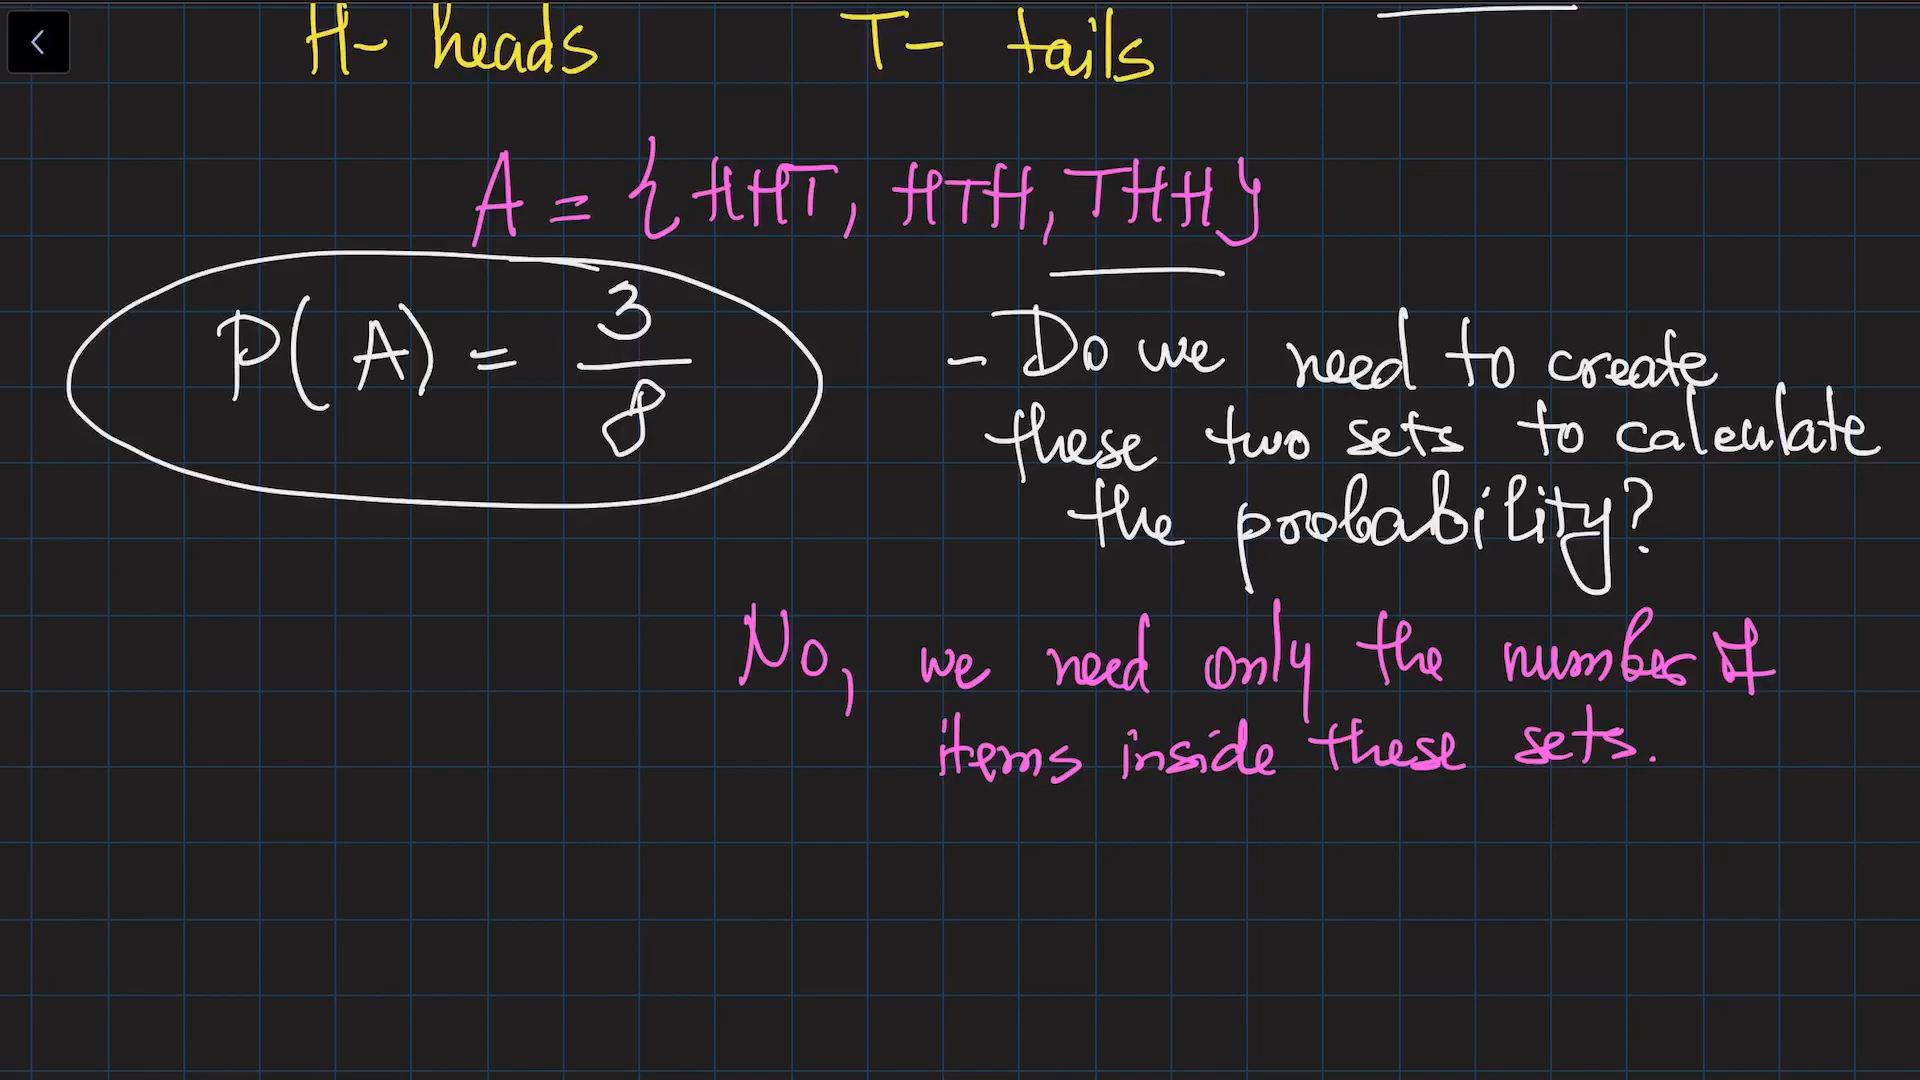 H- heads T- tails
A = {HHT, HTH, THH}
P(A) = 3/8
- Do we need to create
these two sets to calculate
the probability?
No, we need only the number of
items inside these sets.